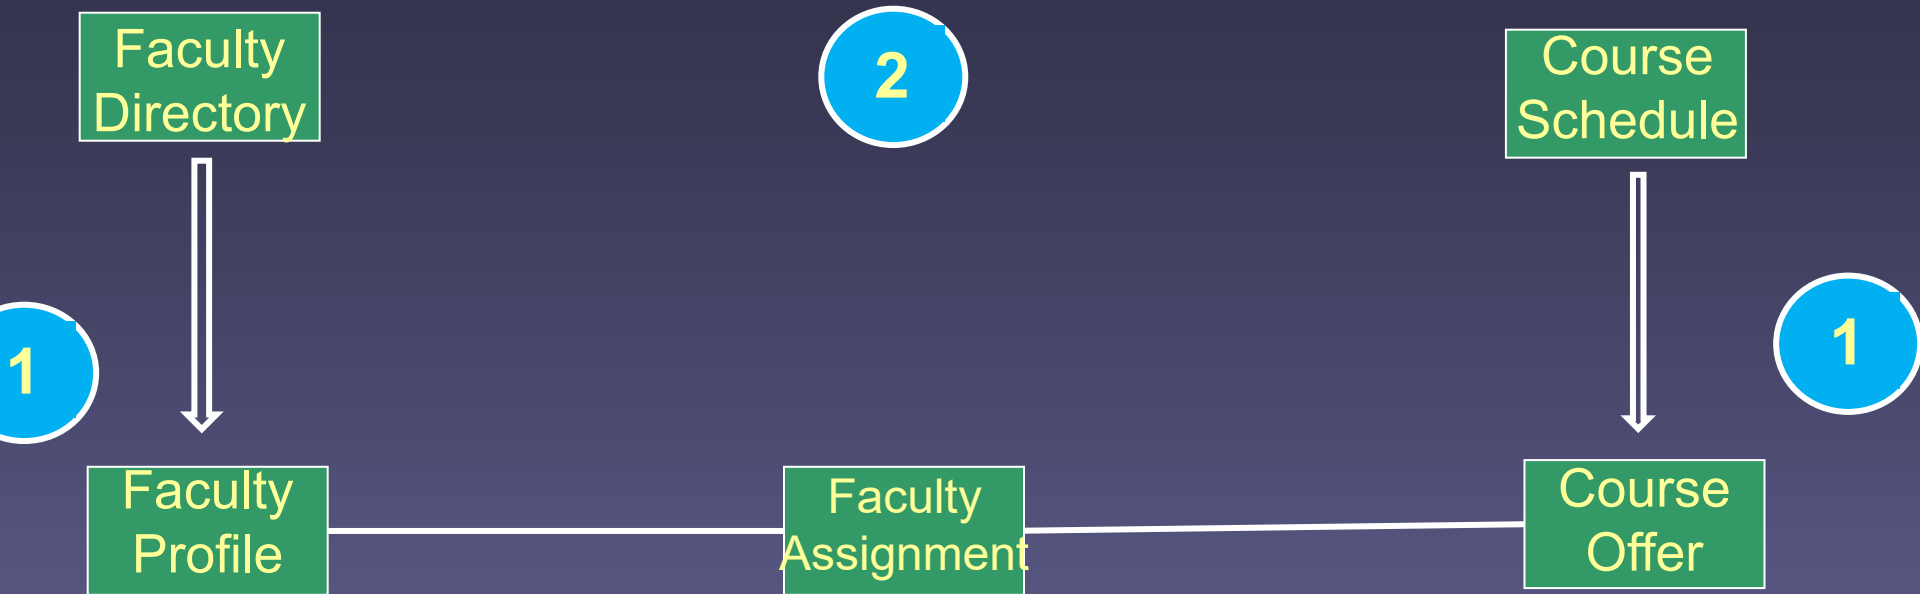 Faculty
Directory
2
Course
Schedule
1
1
Faculty
Profile
Faculty
Assignment
Course
Offer